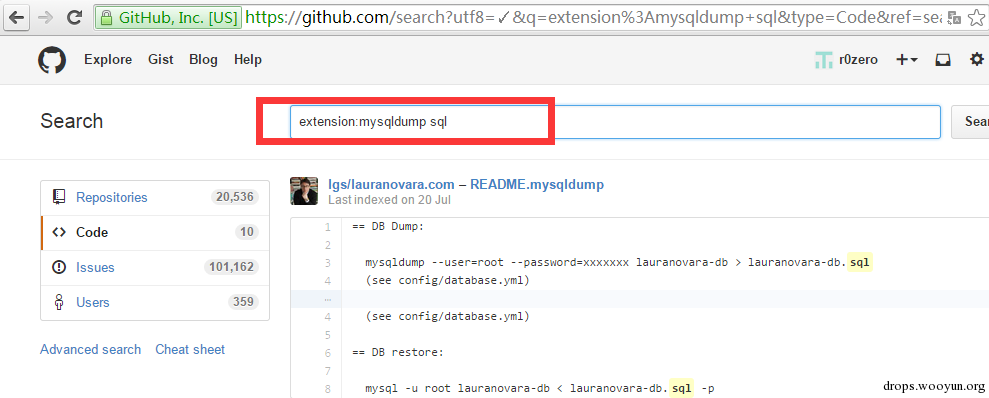 GitHub, Inc. [US] https://github.com/search?utf8=✓&q=extension%3Amysqldump+sql&type=Code&ref=sea
Explore Gist Blog Help r0zero
Search extension:mysqldump sql Sear
Repositories 20,536
Code 10
Issues 101,162
Users 359
Advanced search Cheat sheet
lgs/lauranovara.com – README.mysqldump
Last indexed on 20 Jul
1 == DB Dump:
2
3 mysqldump --user=root --password=xxxxxxx lauranovara-db > lauranovara-db.sql
4 (see config/database.yml)
…
4 (see config/database.yml)
5
6 == DB restore:
7
8 mysql -u root lauranovara-db < lauranovara-db.sql -p
drops.wooyun.org